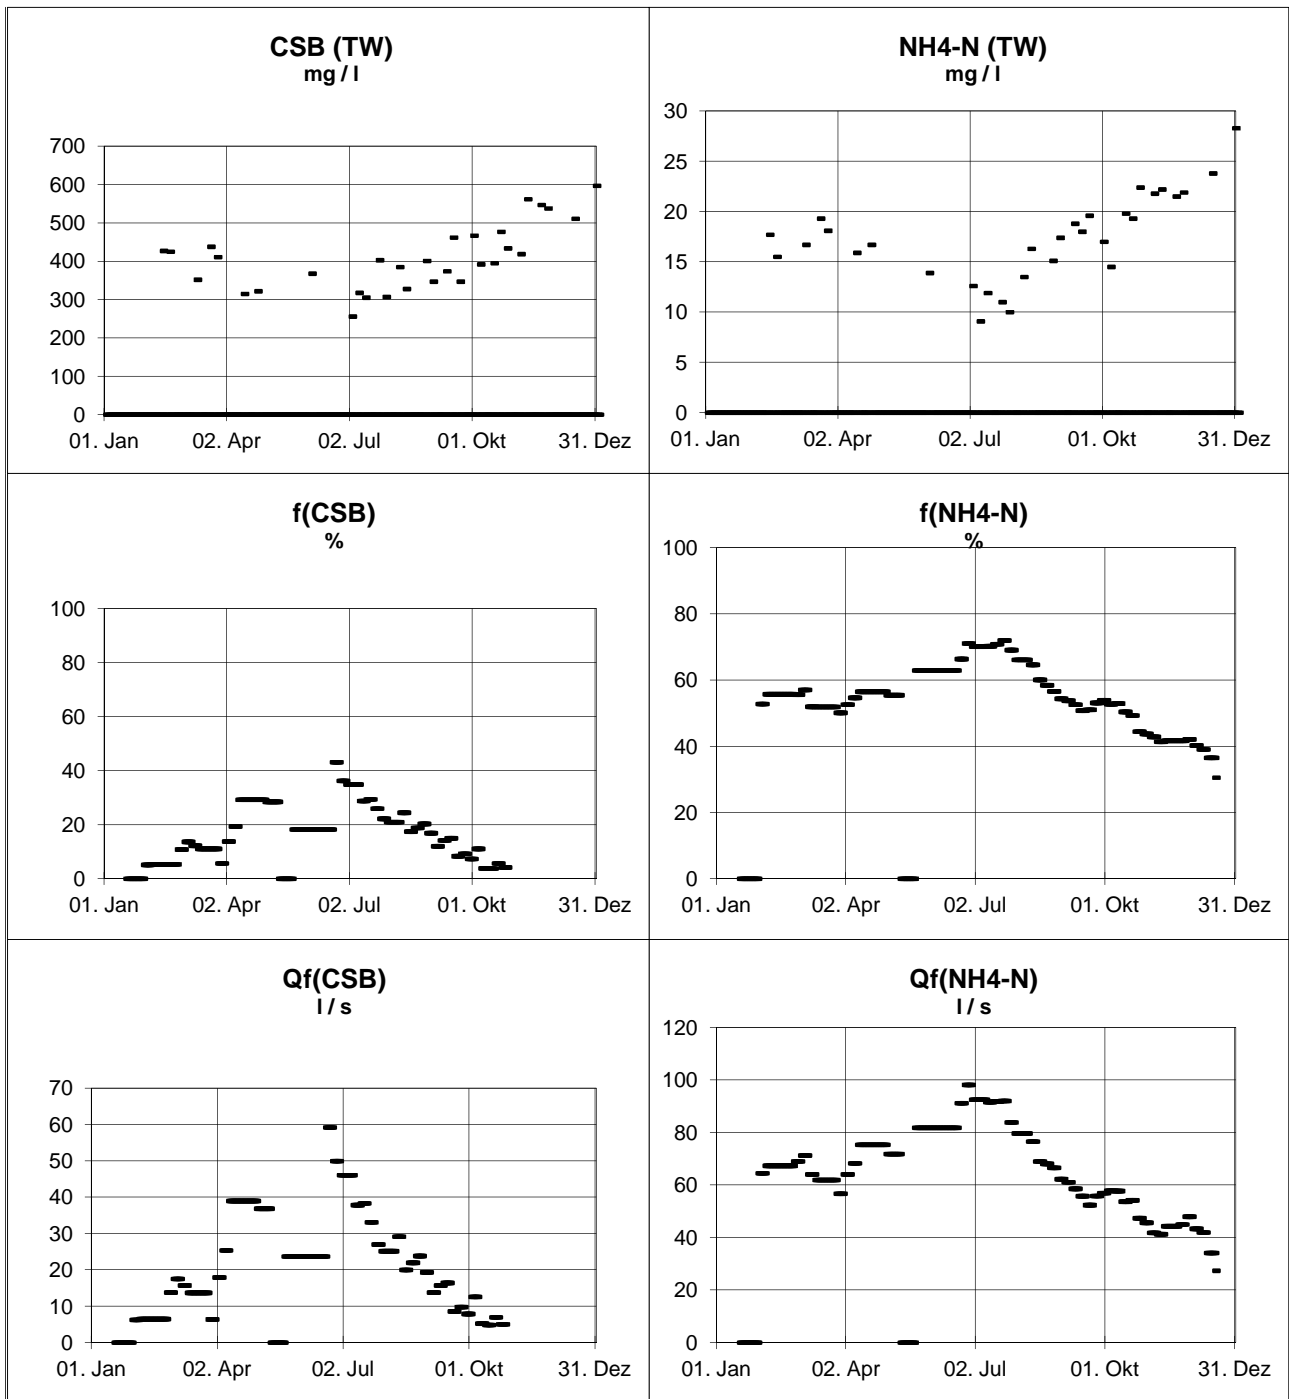 CSB (TW)
mg / l
700
600
500
400
300
200
100
0
01. Jan 02. Apr 02. Jul 01. Okt 31. Dez
NH4-N (TW)
mg / l
30
25
20
15
10
5
0
01. Jan 02. Apr 02. Jul 01. Okt 31. Dez
f(CSB)
%
100
80
60
40
20
0
01. Jan 02. Apr 02. Jul 01. Okt 31. Dez
f(NH4-N)
%
100
80
60
40
20
0
01. Jan 02. Apr 02. Jul 01. Okt 31. Dez
Qf(CSB)
l / s
70
60
50
40
30
20
10
0
01. Jan 02. Apr 02. Jul 01. Okt 31. Dez
Qf(NH4-N)
l / s
120
100
80
60
40
20
0
01. Jan 02. Apr 02. Jul 01. Okt 31. Dez